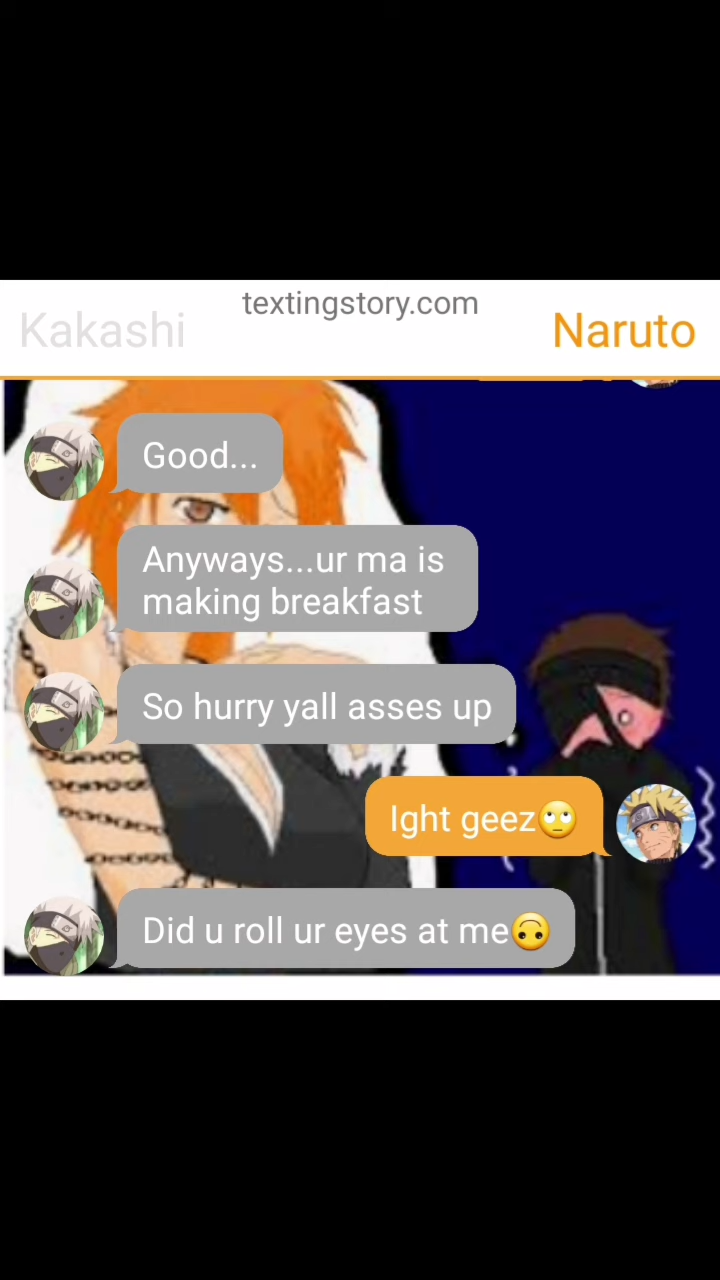 textingstory.com
Kakashi
Naruto
Good...
Anyways...ur ma is
making breakfast
So hurry yall asses up
Ight geez🙄
Did u roll ur eyes at me🙃